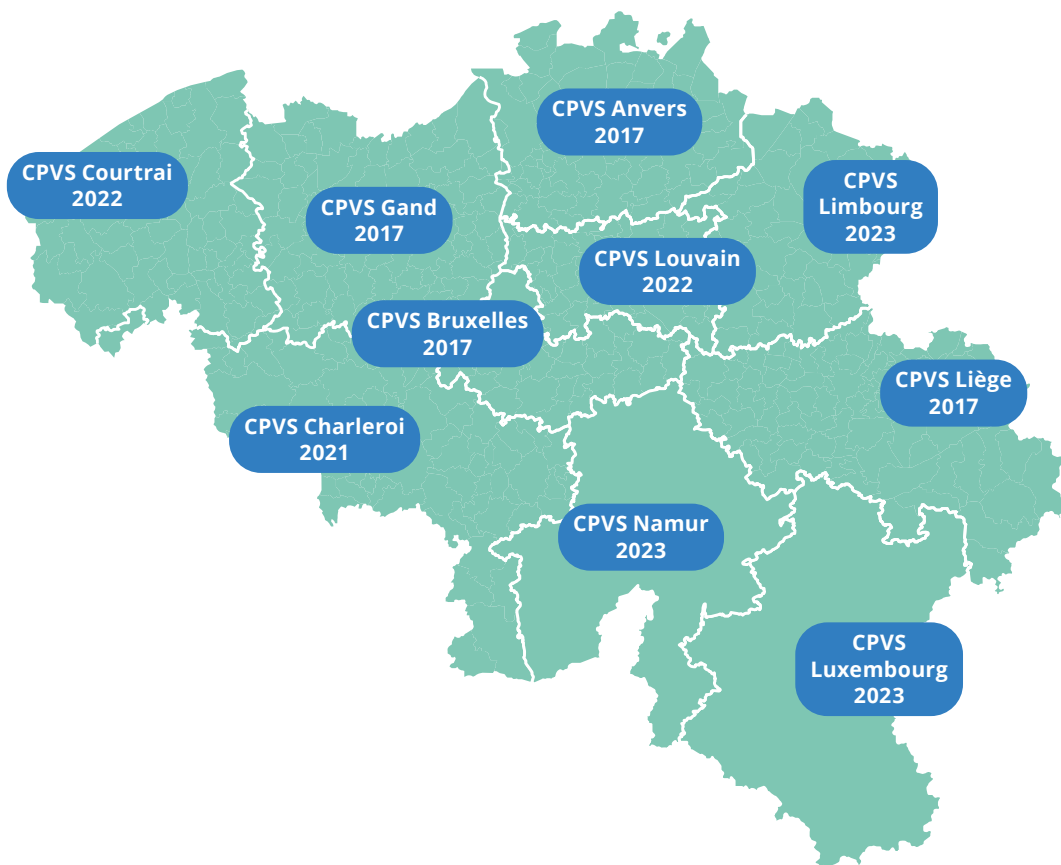 CPVS Anvers
2017
CPVS Courtrai
2022
CPVS
Limbourg
2023
CPVS Gand
2017
CPVS Louvain
2022
CPVS Bruxelles
2017
CPVS Liège
2017
CPVS Charleroi
2021
CPVS Namur
2023
CPVS
Luxembourg
2023